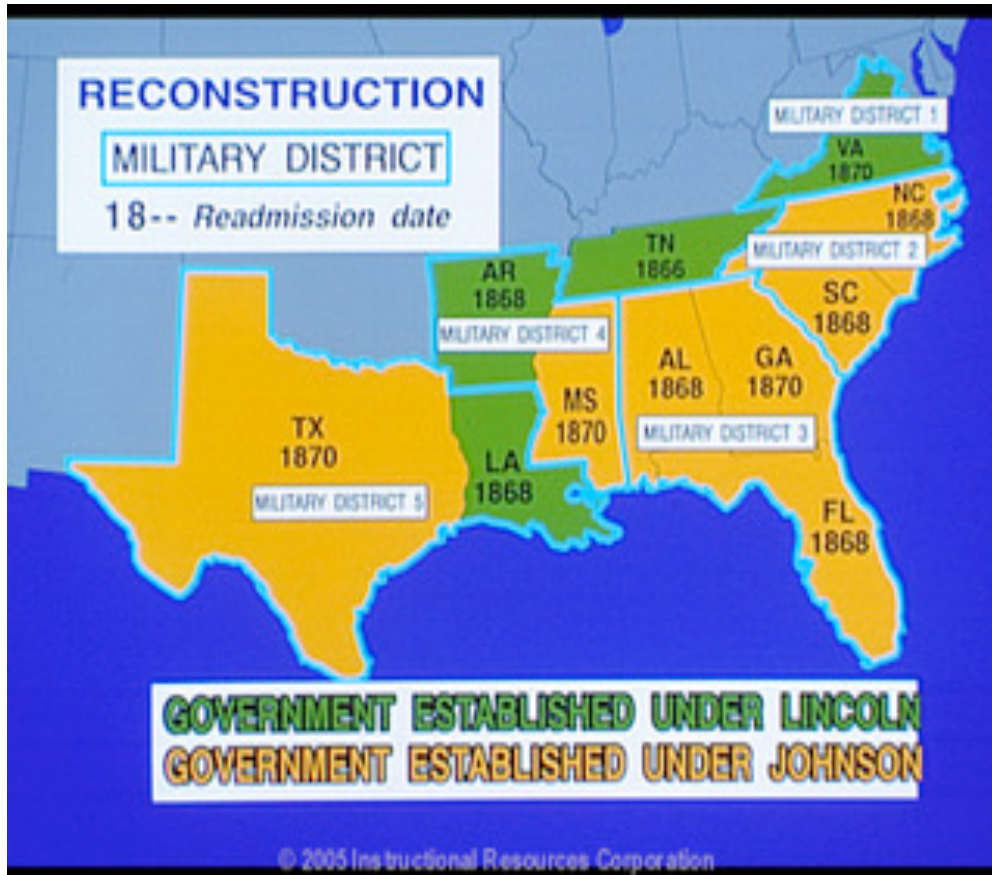 RECONSTRUCTION
MILITARY DISTRICT
18-- Readmission date
MILITARY DISTRICT 1
VA
1870
NC
1868
MILITARY DISTRICT 2
TN
1866
AR
1868
SC
1868
MILITARY DISTRICT 4
AL
1868
GA
1870
MS
1870
MILITARY DISTRICT 3
TX
1870
LA
1868
MILITARY DISTRICT 5
FL
1868
GOVERNMENT ESTABLISHED UNDER LINCOLN
GOVERNMENT ESTABLISHED UNDER JOHNSON
© 2005 Instructional Resources Corporation